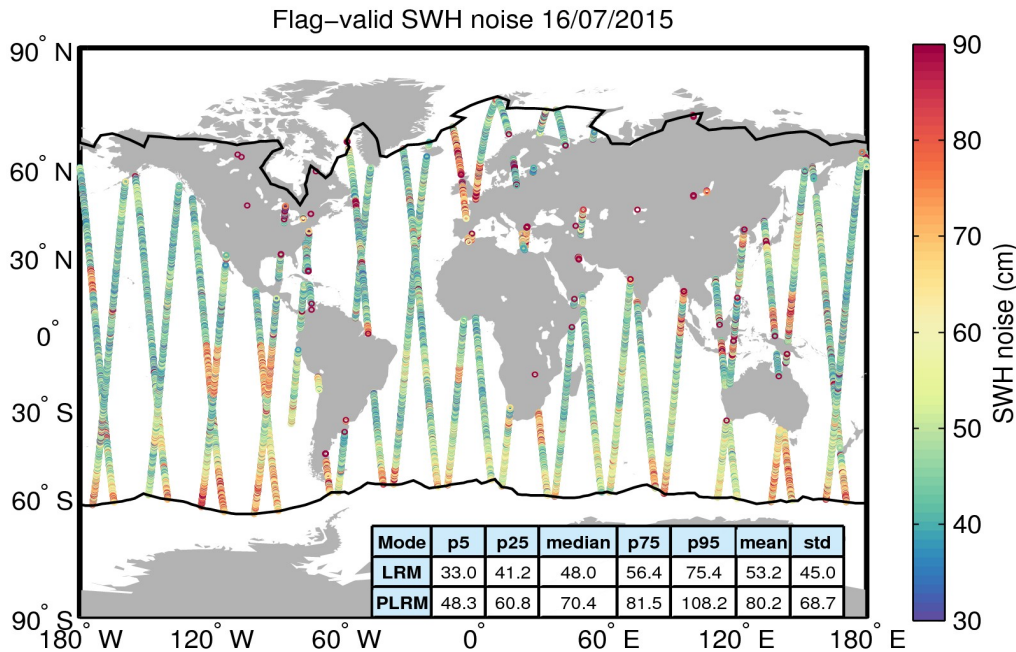 Flag−valid SWH noise 16/07/2015
90° N
60° N
30° N
0°
30° S
60° S
90° S
180° W
120° W
60° W
0°
60° E
120° E
180° E
90
80
70
60
50
40
30
SWH noise (cm)
Mode p5 p25 median p75 p95 mean std
LRM 33.0 41.2 48.0 56.4 75.4 53.2 45.0
PLRM 48.3 60.8 70.4 81.5 108.2 80.2 68.7